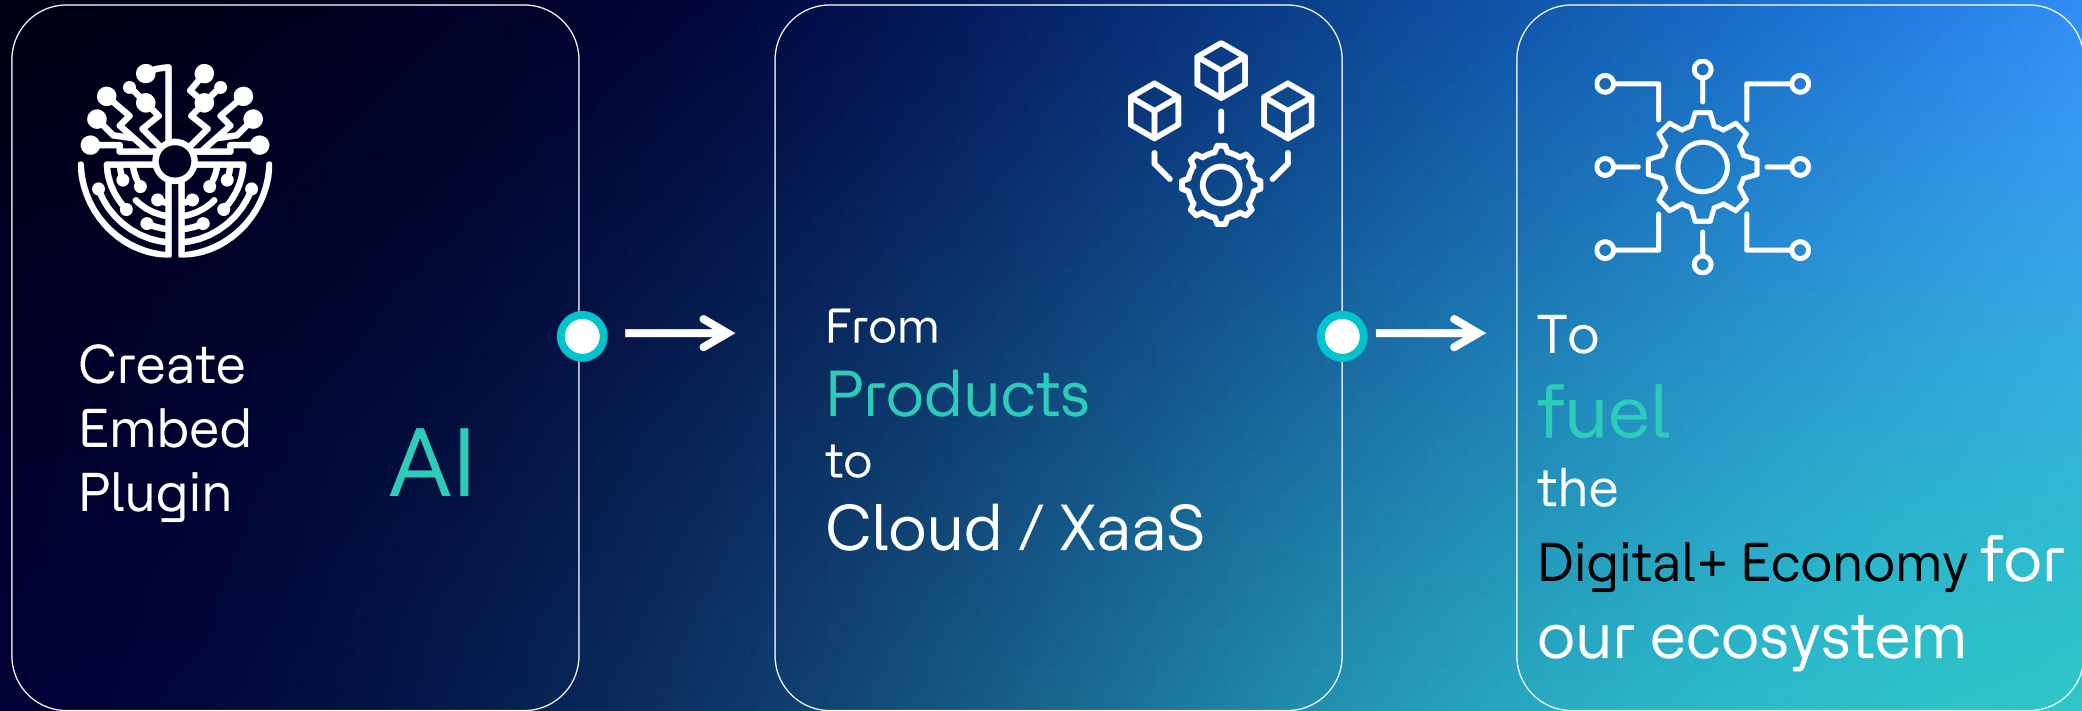 Create
Embed
Plugin
AI
From
Products
to
Cloud / XaaS
To
fuel
the
Digital+ Economy for
our ecosystem